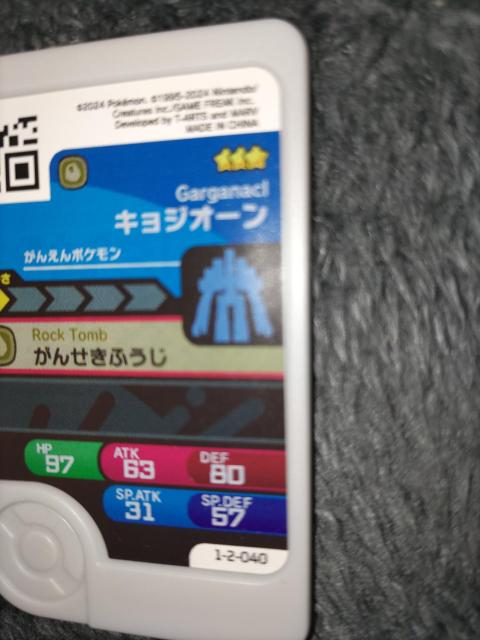 ©2024 Pokémon. ©1995-2024 Nintendo/
Creatures Inc./GAME FREAK inc.
Developed by T-ARTS and MARV
MADE IN CHINA
Garganacl
キョジオーン
がんえんポケモン
さ
Rock Tomb
がんせきふうじ
HP 97
ATK 63
DEF 80
SP.ATK 31
SP.DEF 57
1-2-040